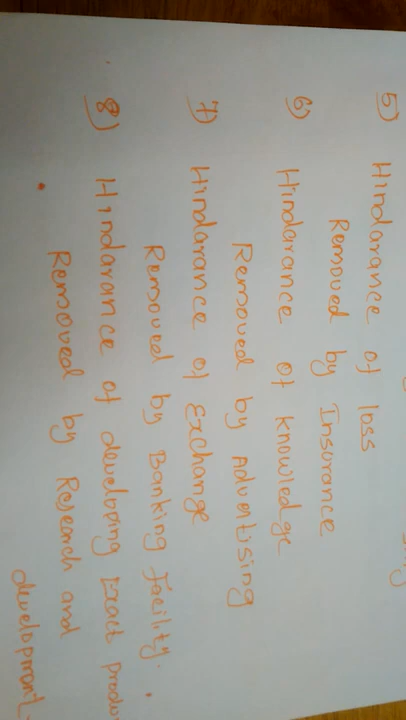 5) Hindarance of loss
Removed by Insurance
6) Hindarance of knowledge
Removed by Advertising
7) Hindarance of Exchange
Removed by Banking facility.
8) Hindarance of developing Exact produ
Removed by Research and
development